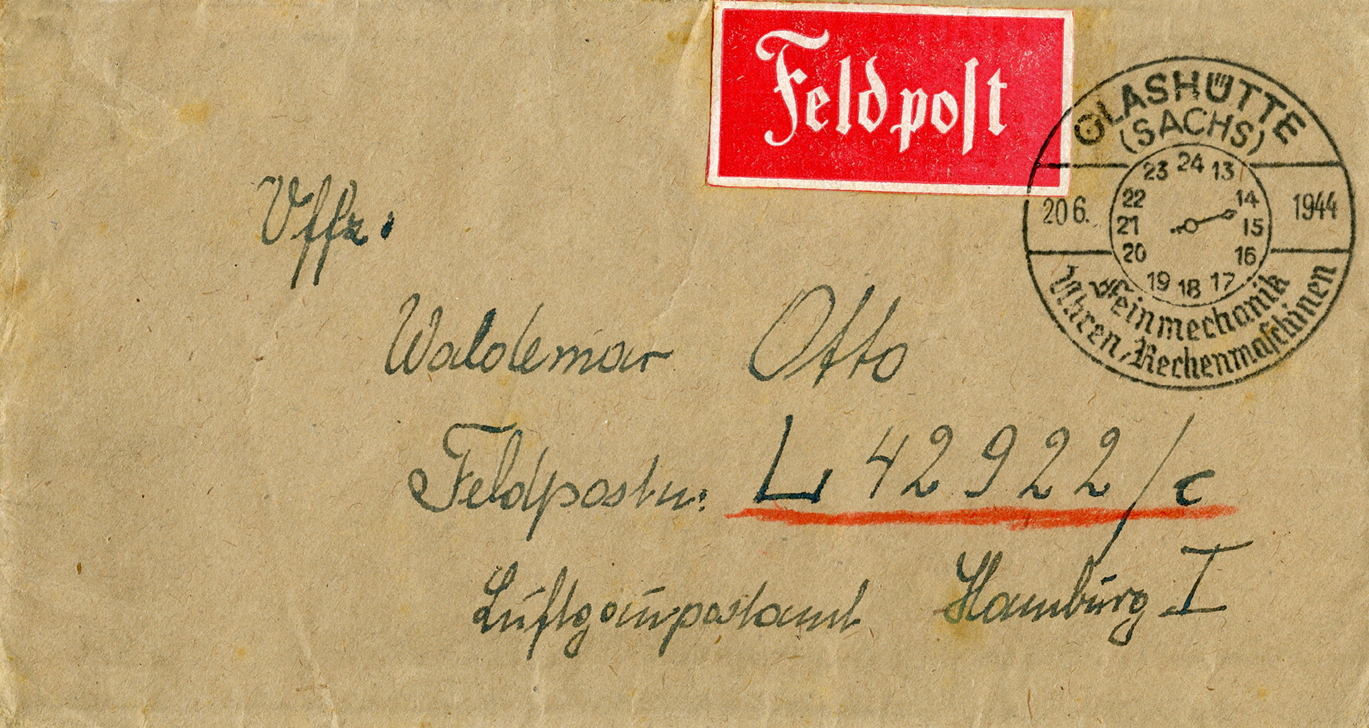 Feldpost
GLASHÜTTE
(SACHS)
23 24 13
22 14
20 6. 1944
21 15
20 16
19 18 17
Feinmechanik
Uhren, Rechenmaschinen
Uffz.
Waldemar Otto
Feldpostn: L 42922/c
Luftgaupostamt Hamburg I